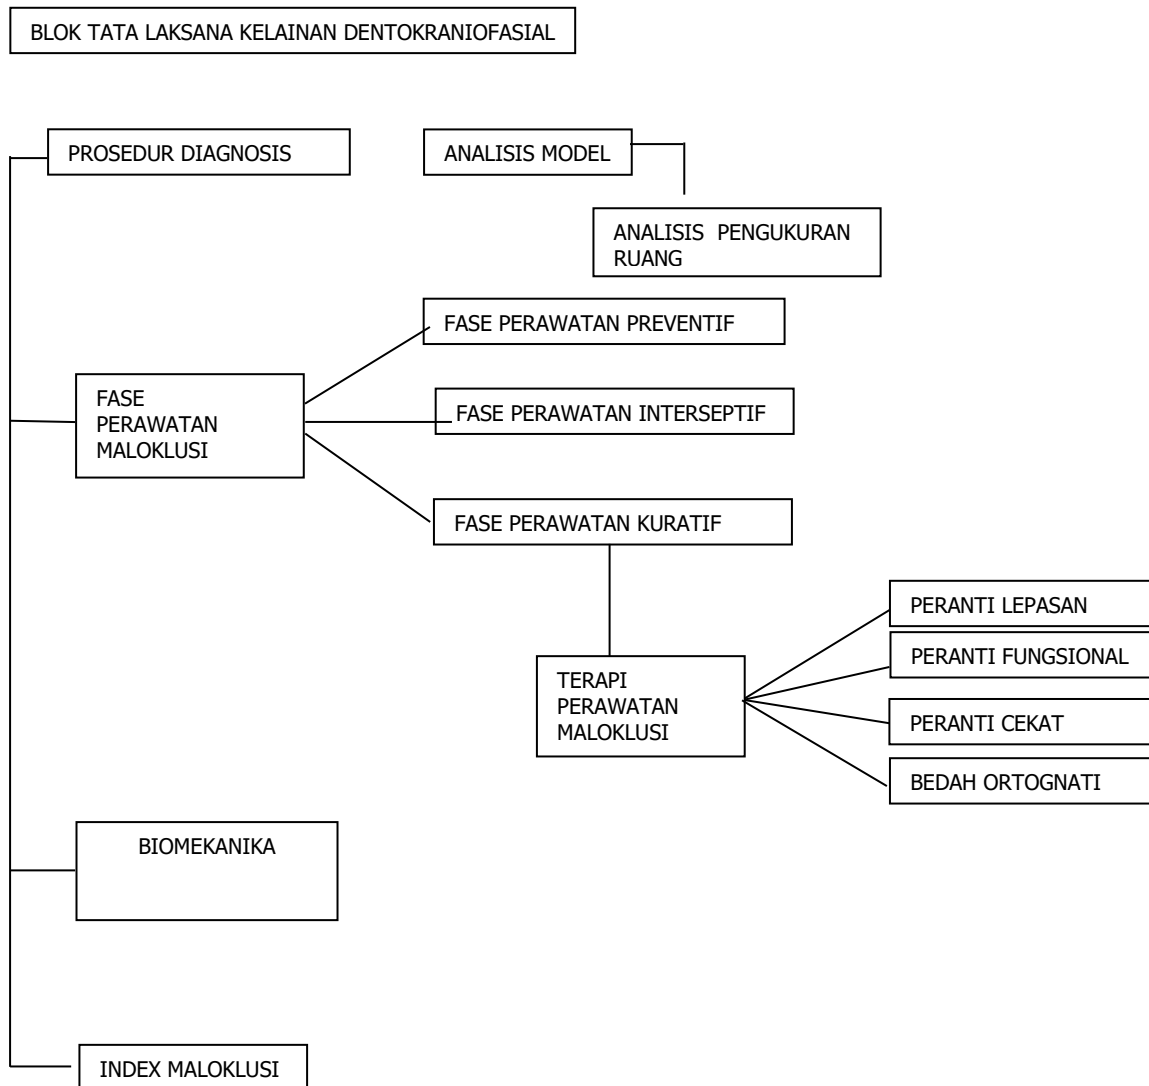 BLOK TATA LAKSANA KELAINAN DENTOKRANIOFASIAL
PROSEDUR DIAGNOSIS
ANALISIS MODEL
ANALISIS PENGUKURAN
RUANG
FASE PERAWATAN PREVENTIF
FASE
PERAWATAN
MALOKLUSI
FASE PERAWATAN INTERSEPTIF
FASE PERAWATAN KURATIF
TERAPI
PERAWATAN
MALOKLUSI
PERANTI LEPASAN
PERANTI FUNGSIONAL
PERANTI CEKAT
BEDAH ORTOGNATI
BIOMEKANIKA
INDEX MALOKLUSI